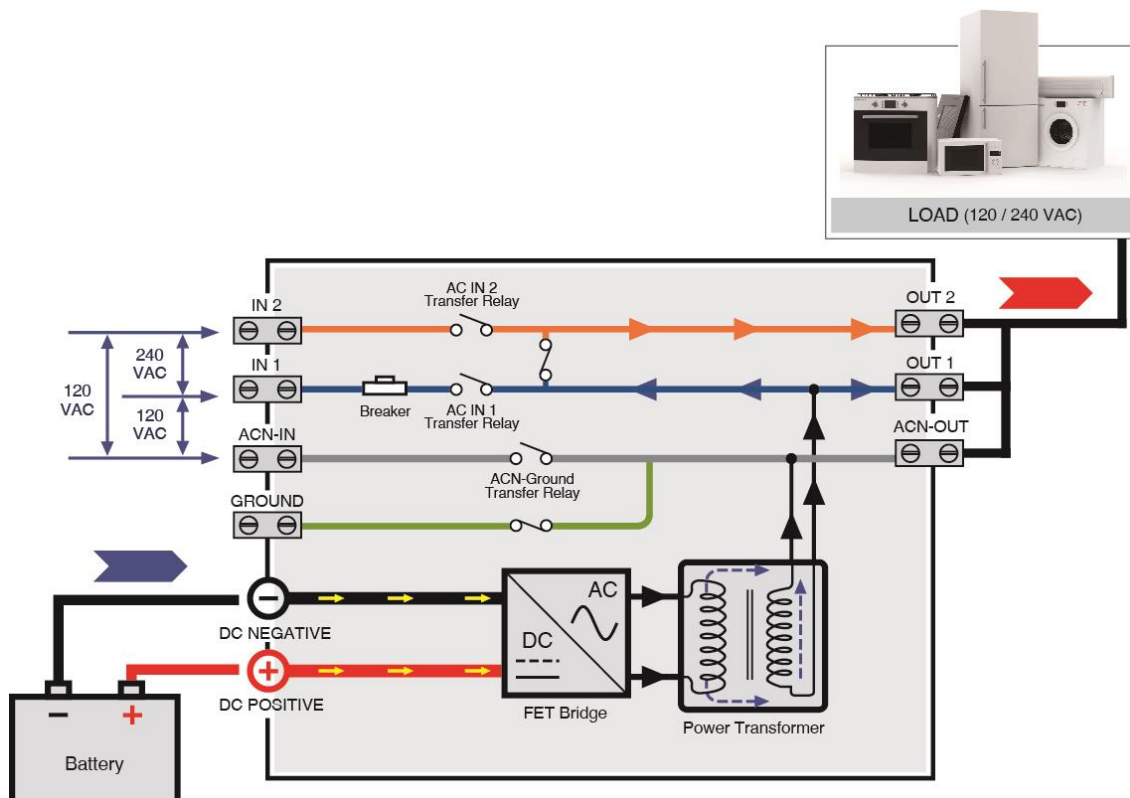 LOAD (120 / 240 VAC)
IN 2
AC IN 2
Transfer Relay
OUT 2
240
VAC
120
VAC
120
VAC
IN 1
Breaker
AC IN 1
Transfer Relay
OUT 1
ACN-IN
ACN-Ground
Transfer Relay
ACN-OUT
GROUND
DC NEGATIVE
DC POSITIVE
AC
DC
FET Bridge
Power Transformer
− +
Battery